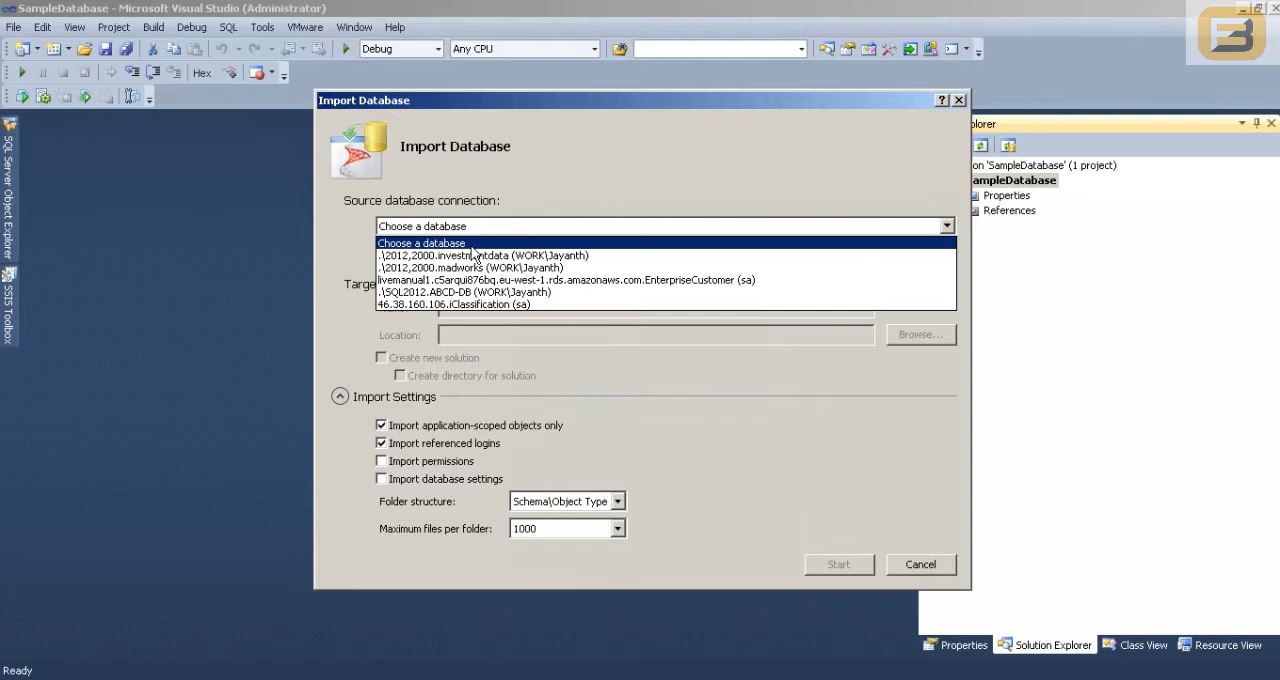 SampleDatabase - Microsoft Visual Studio (Administrator)
File Edit View Project Build Debug SQL Tools VMware Window Help
Debug Any CPU
Hex
Import Database
Import Database
Source database connection:
Choose a database
Choose a database
.\2012,2000.investmentdata (WORK\Jayanth)
.\2012,2000.madworks (WORK\Jayanth)
livemanual1.c5arqui876bq.eu-west-1.rds.amazonaws.com.EnterpriseCustomer (sa)
.\SQL2012.ABCD-DB (WORK\Jayanth)
46.38.160.106.iClassification (sa)
Targe
Location: Browse...
Create new solution
Create directory for solution
Import Settings
Import application-scoped objects only
Import referenced logins
Import permissions
Import database settings
Folder structure: Schema\Object Type
Maximum files per folder: 1000
Start Cancel
SQL Server Object Explorer
SSIS Toolbox
plorer
on 'SampleDatabase' (1 project)
ampleDatabase
Properties
References
Properties Solution Explorer Class View Resource View
Ready